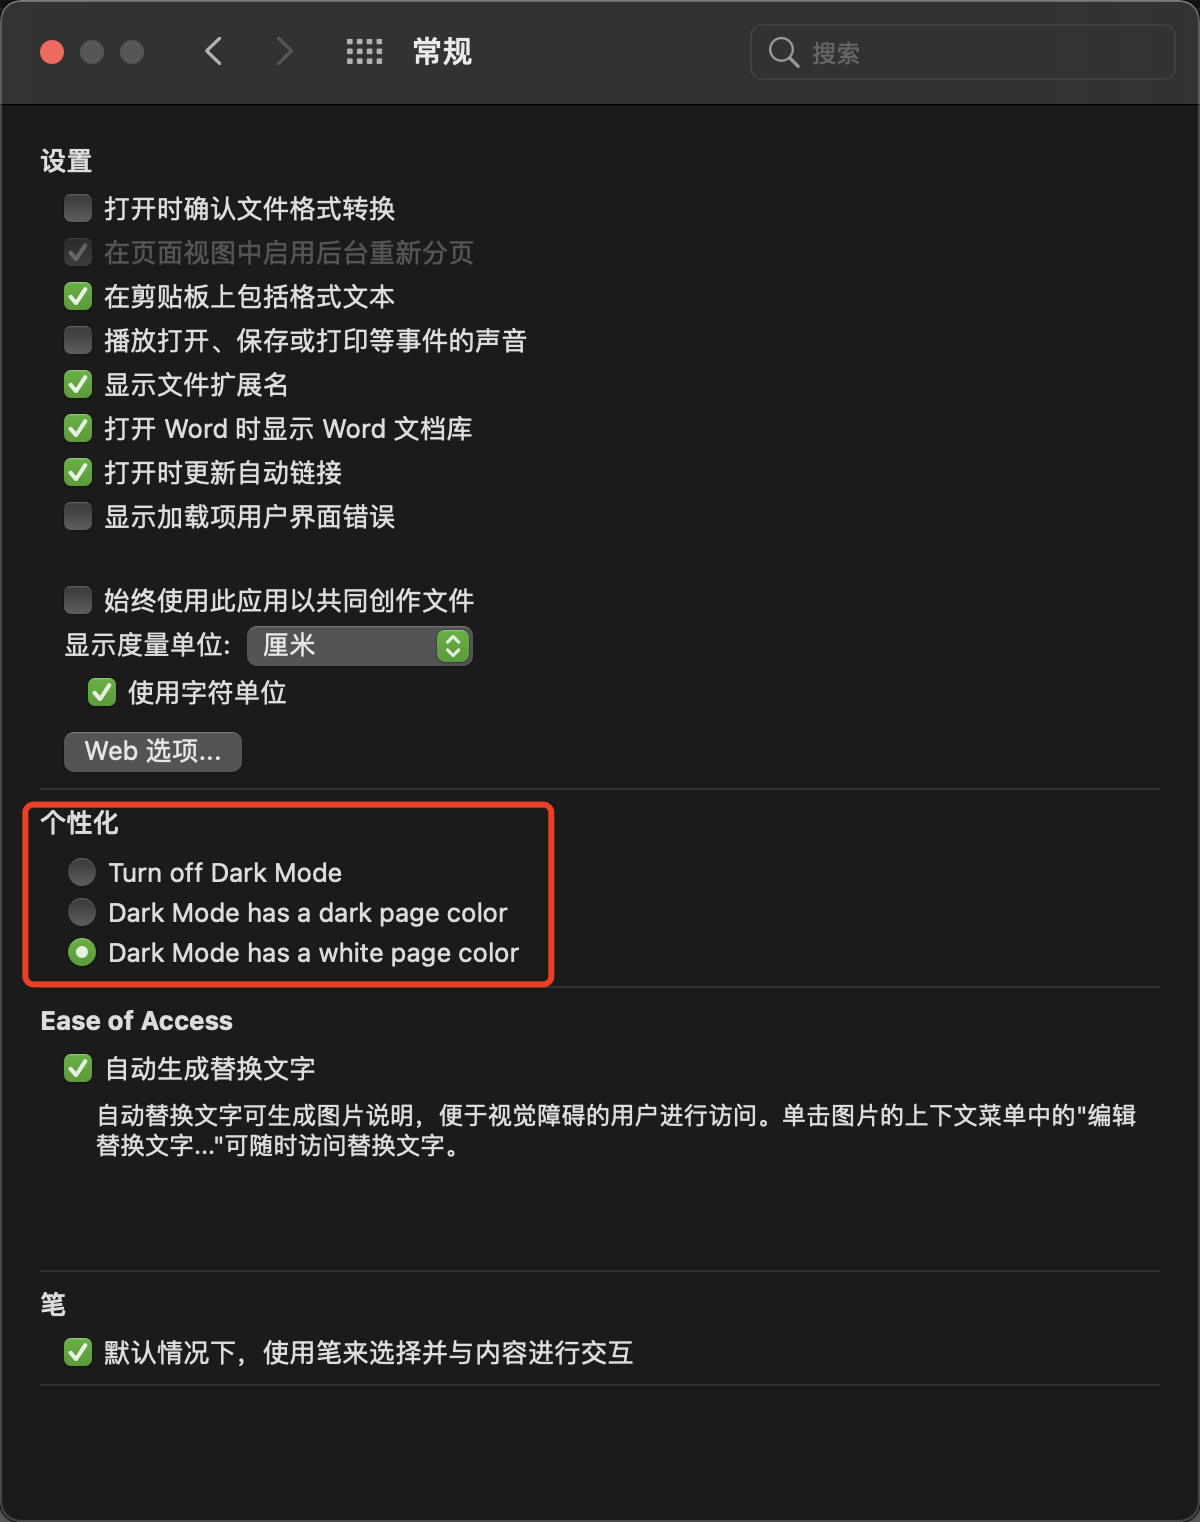 常规
搜索
设置
打开时确认文件格式转换
在页面视图中启用后台重新分页
在剪贴板上包括格式文本
播放打开、保存或打印等事件的声音
显示文件扩展名
打开 Word 时显示 Word 文档库
打开时更新自动链接
显示加载项用户界面错误
始终使用此应用以共同创作文件
显示度量单位: 厘米
使用字符单位
Web 选项...
个性化
Turn off Dark Mode
Dark Mode has a dark page color
Dark Mode has a white page color
Ease of Access
自动生成替换文字
自动替换文字可生成图片说明，便于视觉障碍的用户进行访问。单击图片的上下文菜单中的"编辑
替换文字..."可随时访问替换文字。
笔
默认情况下，使用笔来选择并与内容进行交互